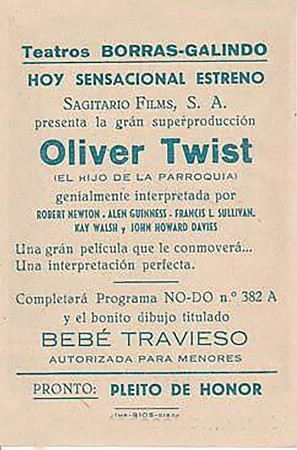 Teatros BORRAS-GALINDO
HOY SENSACIONAL ESTRENO
SAGITARIO FILMS, S. A.
presenta la grán superproducción
Oliver Twist
(EL HIJO DE LA PARROQUIA)
genialmente interpretada por
ROBERT NEWTON - ALEN GUINNESS - FRANCIS L. SULLIVAN.
KAY WALSH y JOHN HOWARD DAVIES
Una grán película que le conmoverá...
Una interpretación perfecta.
Completará Programa NO-DO n.º 382 A
y el bonito dibujo titulado
BEBÉ TRAVIESO
AUTORIZADA PARA MENORES
PRONTO: PLEITO DE HONOR